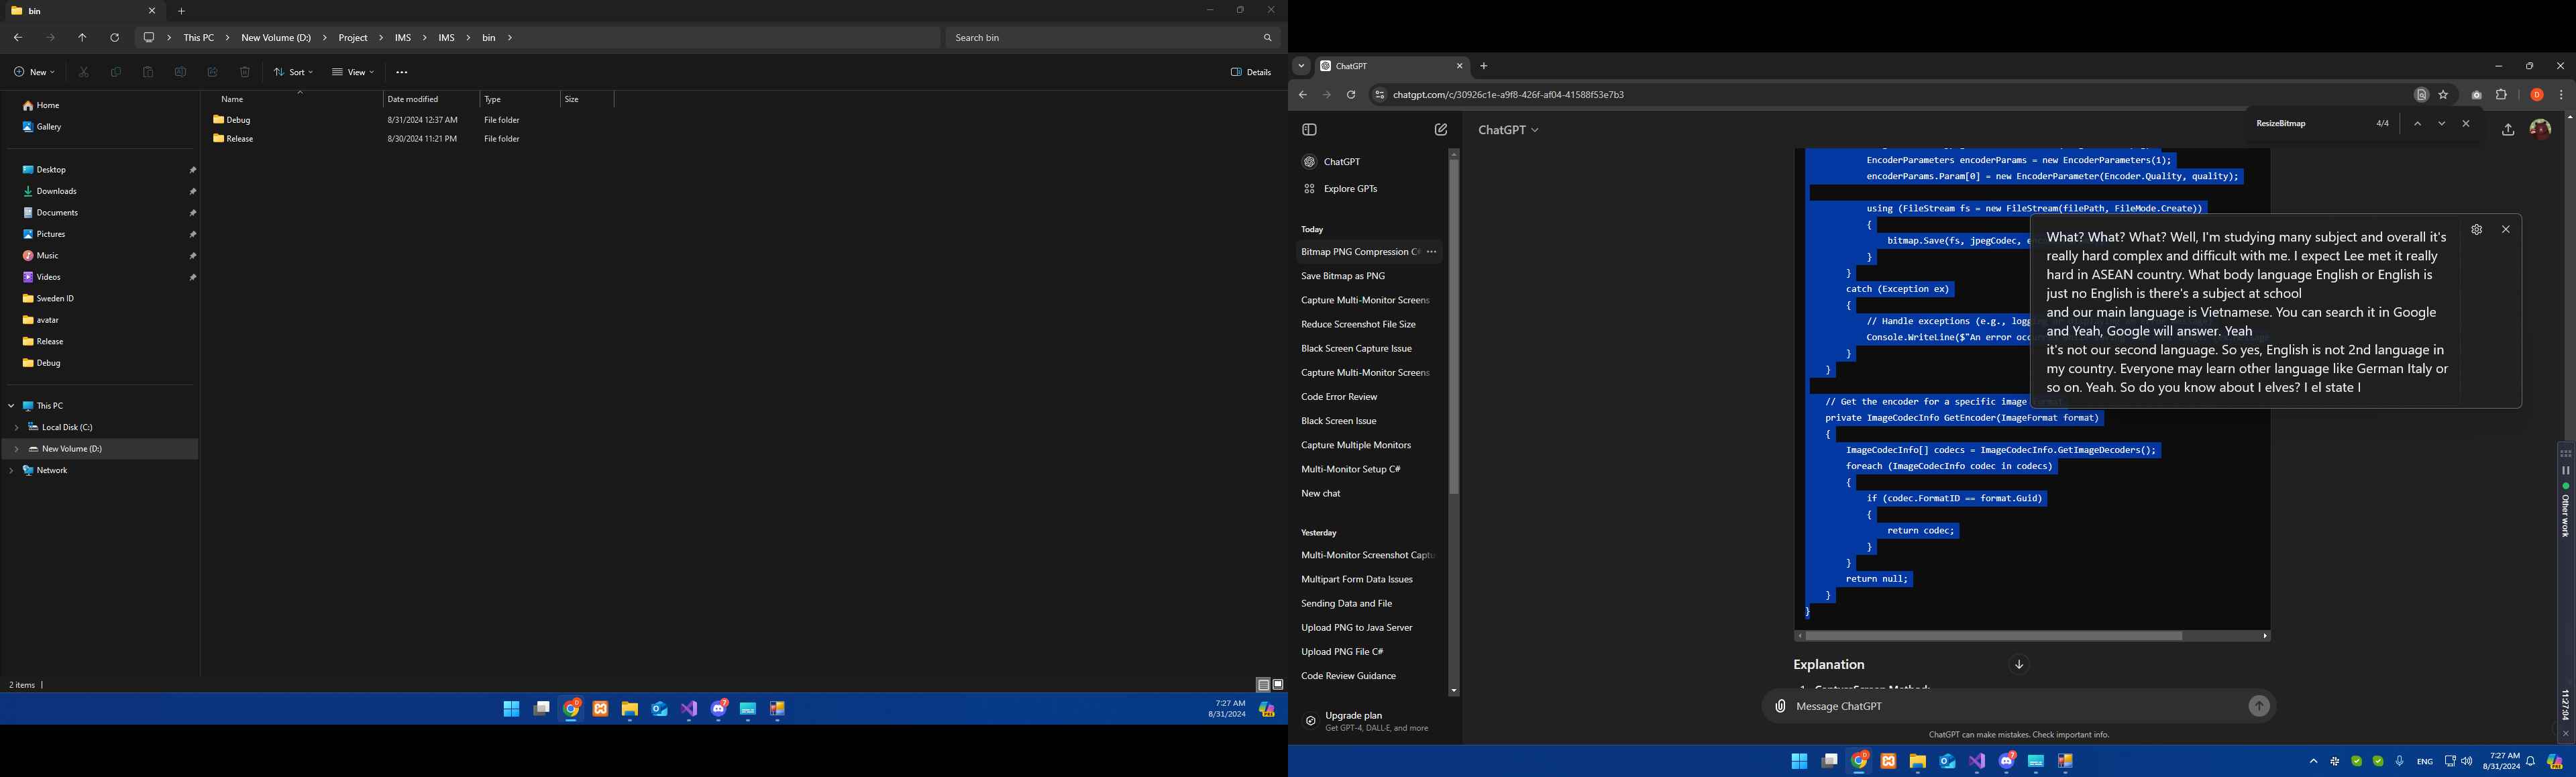 bin
This PC > New Volume (D:) > Project > IMS > IMS > bin >
Search bin
New
Sort
View
Details
Name
Date modified
Type
Size
Debug
8/31/2024 12:37 AM
File folder
Release
8/30/2024 11:21 PM
File folder
Home
Gallery
Desktop
Downloads
Documents
Pictures
Music
Videos
Sweden ID
avatar
Release
Debug
This PC
Local Disk (C:)
New Volume (D:)
Network
2 items
7:27 AM
8/31/2024
ChatGPT
chatgpt.com/c/30926c1e-a9f8-426f-af04-41588f53e7b3
ChatGPT
Explore GPTs
Today
Bitmap PNG Compression C#
Save Bitmap as PNG
Capture Multi-Monitor Screens
Reduce Screenshot File Size
Black Screen Capture Issue
Capture Multi-Monitor Screens
Code Error Review
Black Screen Issue
Capture Multiple Monitors
Multi-Monitor Setup C#
New chat
Yesterday
Multi-Monitor Screenshot Captu
Multipart Form Data Issues
Sending Data and File
Upload PNG to Java Server
Upload PNG File C#
Code Review Guidance
Upgrade plan
Get GPT-4, DALL·E, and more
ChatGPT
ResizeBitmap
4/4
EncoderParameters encoderParams = new EncoderParameters(1);
encoderParams.Param[0] = new EncoderParameter(Encoder.Quality, quality);
using (FileStream fs = new FileStream(filePath, FileMode.Create))
{
bitmap.Save(fs, jpegCodec,
}
}
catch (Exception ex)
{
// Handle exceptions (e.g.,
Console.WriteLine($"An error
}
}
// Get the encoder for a specific image
private ImageCodecInfo GetEncoder(ImageFormat format)
{
ImageCodecInfo[] codecs = ImageCodecInfo.GetImageDecoders();
foreach (ImageCodecInfo codec in codecs)
{
if (codec.FormatID == format.Guid)
{
return codec;
}
}
return null;
}
}
What? What? What? Well, I'm studying many subject and overall it's
really hard complex and difficult with me. I expect Lee met it really
hard in ASEAN country. What body language English or English is
just no English is there's a subject at school
and our main language is Vietnamese. You can search it in Google
and Yeah, Google will answer. Yeah
it's not our second language. So yes, English is not 2nd language in
my country. Everyone may learn other language like German Italy or
so on. Yeah. So do you know about I elves? I el state I
Explanation
Message ChatGPT
ChatGPT can make mistakes. Check important info.
Other work
11:27:04
ENG
7:27 AM
8/31/2024